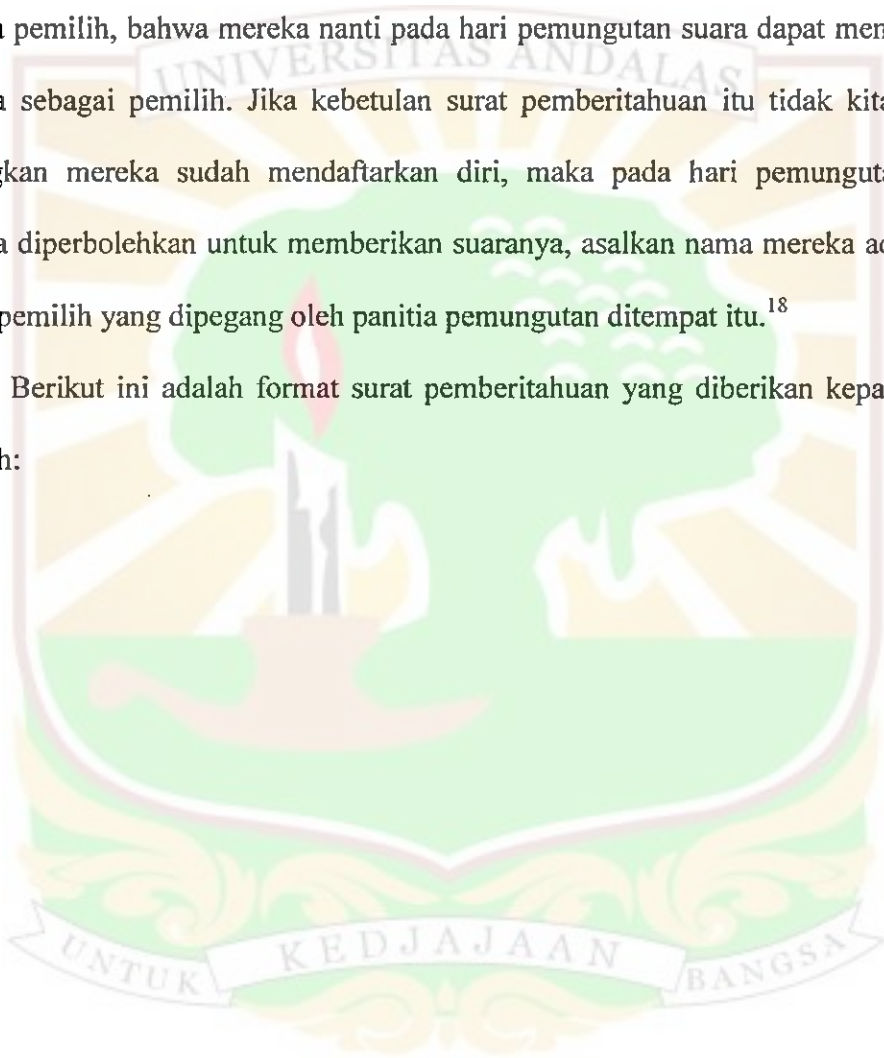 a pemilih, bahwa mereka nanti pada hari pemungutan suara dapat men
UNIVERSITAS ANDALAS
a sebagai pemilih. Jika kebetulan surat pemberitahuan itu tidak kita
gkan mereka sudah mendaftarkan diri, maka pada hari pemunguta
a diperbolehkan untuk memberikan suaranya, asalkan nama mereka ad
pemilih yang dipegang oleh panitia pemungutan ditempat itu.18
Berikut ini adalah format surat pemberitahuan yang diberikan kepa
h:
UNTUK KEDJAJAAN BANGSA